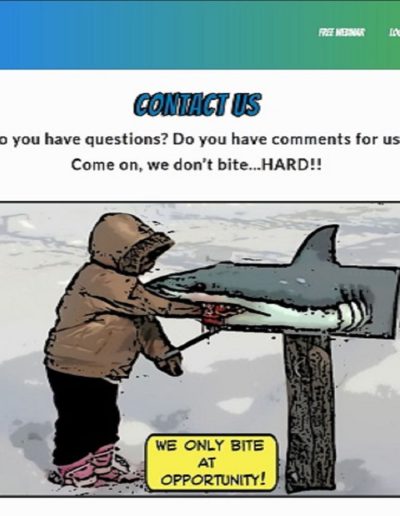 FREE WEBINAR
CONTACT US
o you have questions? Do you have comments for us
Come on, we don't bite...HARD!!
WE ONLY BITE
AT
OPPORTUNITY!